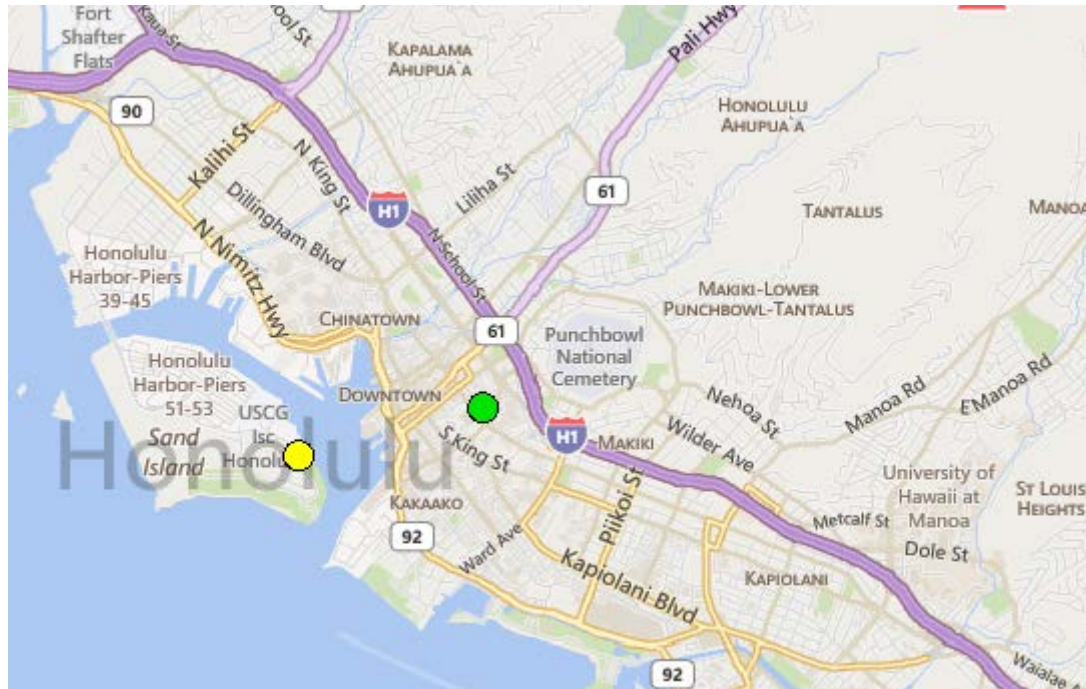 Fort
Shafter
Flats
Kaua St
ool St
Pali Hwy
KAPALAMA
AHUPUA`A
90
HONOLULU
AHUPUA`A
Kalihi St
N King St
Liliha St
61
Dillingham Blvd
H1
TANTALUS
MANOA
N School St
N Nimitz Hwy
Honolulu
Harbor-Piers
39-45
MAKIKI-LOWER
PUNCHBOWL-TANTALUS
CHINATOWN
61
Punchbowl
National
Cemetery
Honolulu
Harbor-Piers
51-53
DOWNTOWN
Nehoa St
Manoa Rd
E Manoa Rd
USCG
Isc
Honolu
Sand
Island
Honolulu
S King St
H1
MAKIKI
Wilder Ave
University of
Hawaii at
Manoa
ST LOUIS
HEIGHTS
KAKAAKO
92
Ward Ave
Piikoi St
Metcalf St
Dole St
Kapiolani Blvd
KAPIOLANI
92
Waialae A